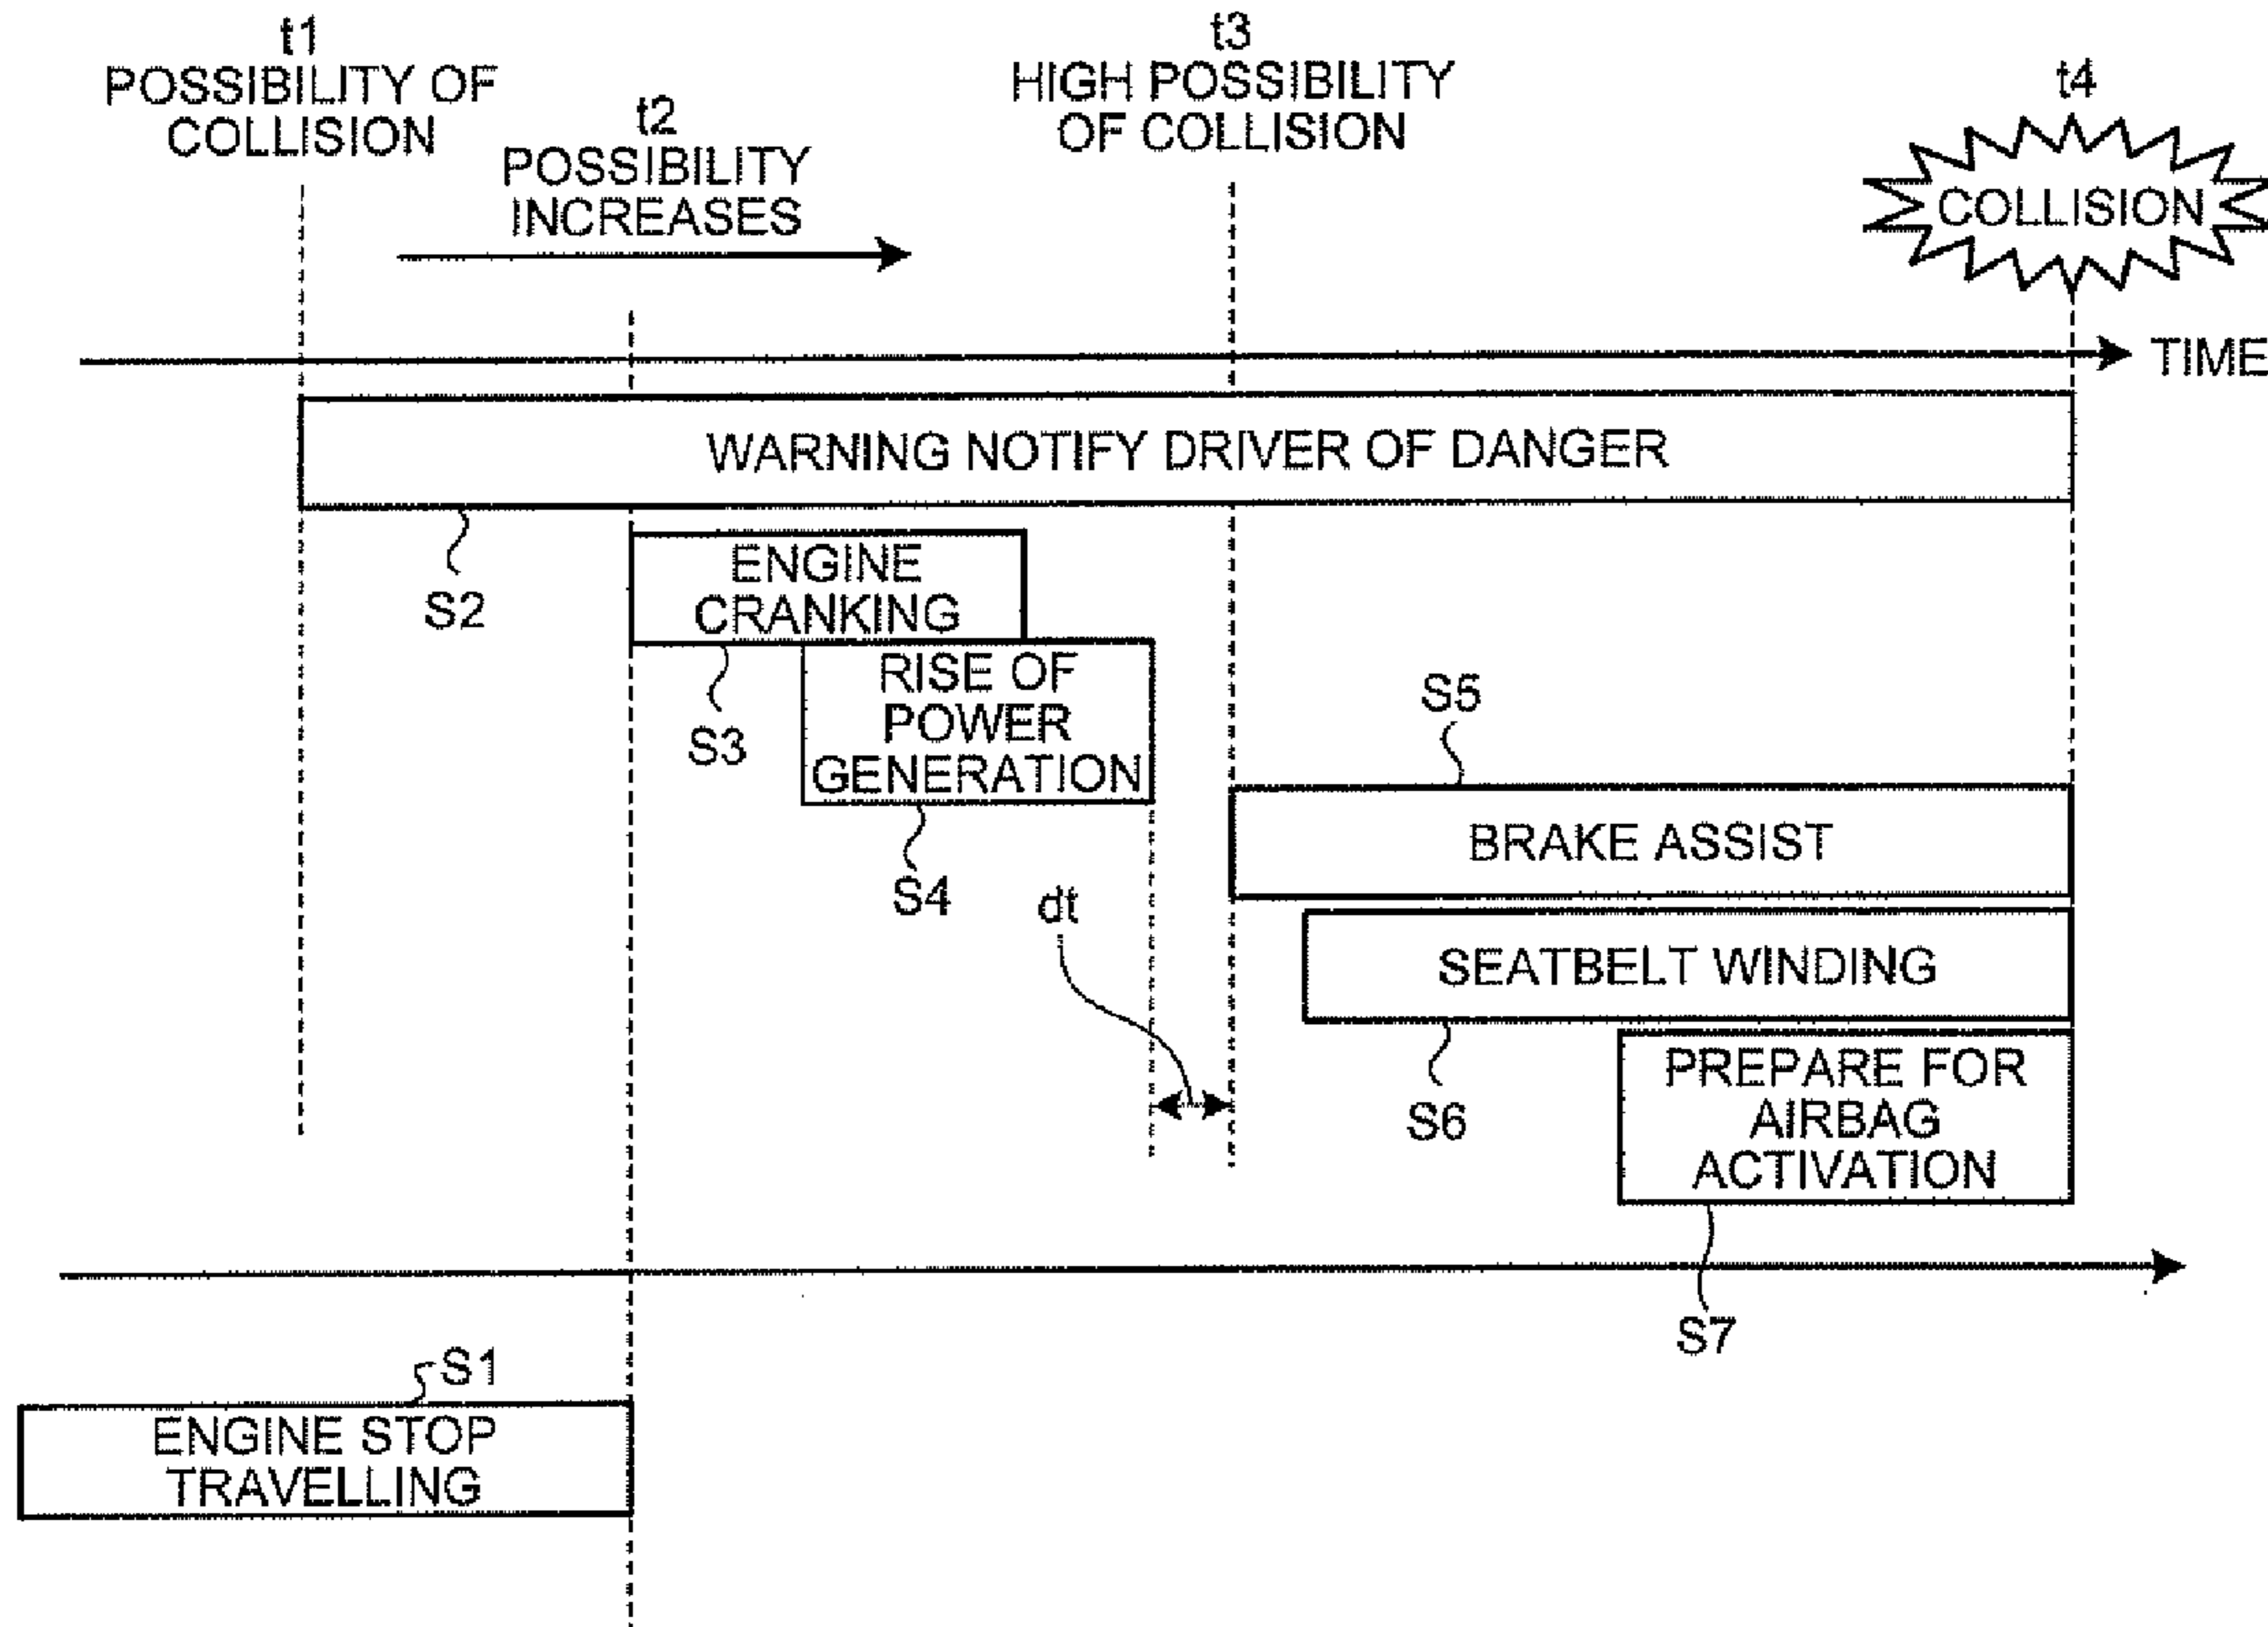 t1
POSSIBILITY OF
COLLISION
t2
POSSIBILITY
INCREASES
t3
HIGH POSSIBILITY
OF COLLISION
t4
COLLISION
TIME
WARNING NOTIFY DRIVER OF DANGER
S2
ENGINE
CRANKING
S3
RISE OF
POWER
GENERATION
S4
dt
S5
BRAKE ASSIST
SEATBELT WINDING
S6
PREPARE FOR
AIRBAG
ACTIVATION
S7
S1
ENGINE STOP
TRAVELLING